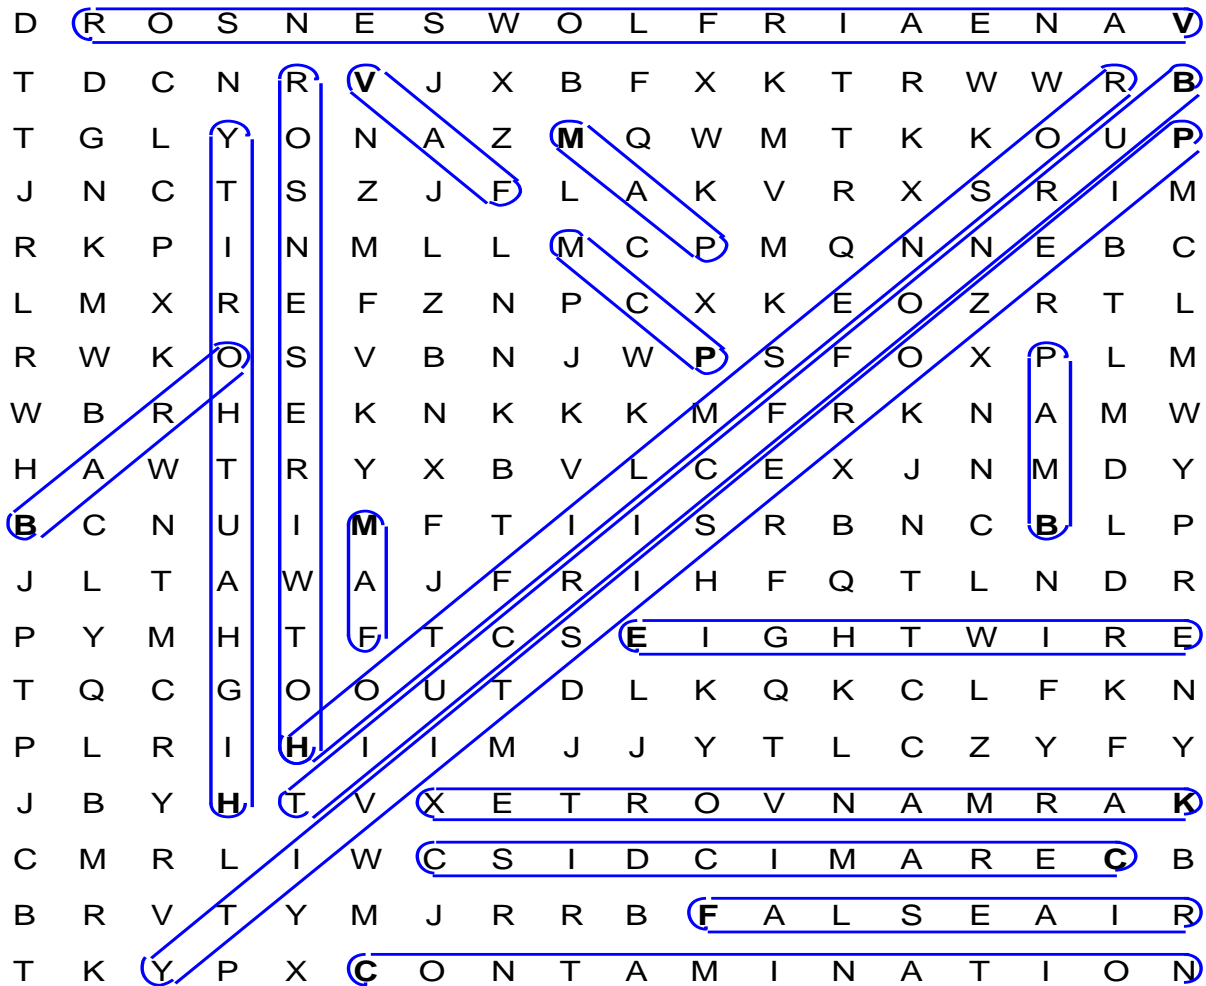 D R O S N E S W O L F R I A E N A V
T D C N R V J X B F X K T R W W R B
T G L Y O N A Z M Q W M T K K O U P
J N C T S Z J F L A K V R X S R I M
R K P I N M L L M C P M Q N N E B C
L M X R E F Z N P C X K E O Z R T L
R W K O S V B N J W P S F O X P L M
W B R H E K N K K K M F R K N A M W
H A W T R Y X B V L C E X J N M D Y
B C N U I M F T I I S R B N C B L P
J L T A W A J F R I H F Q T L N D R
P Y M H T F T C S E I G H T W I R E
T Q C G O O U T D L K Q K C L F K N
P L R I H I I M J J Y T L C Z Y F Y
J B Y H T V X E T R O V N A M R A K
C M R L I W C S I D C I M A R E C B
B R V T Y M J R R B F A L S E A I R
T K Y P X C O N T A M I N A T I O N